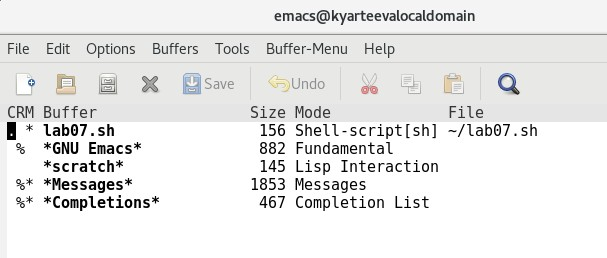 emacs@kyarteevalocaldomain
File Edit Options Buffers Tools Buffer-Menu Help
Save Undo
CRM Buffer Size Mode File
. * lab07.sh 156 Shell-script[sh] ~/lab07.sh
% *GNU Emacs* 882 Fundamental
*scratch* 145 Lisp Interaction
%* *Messages* 1853 Messages
%* *Completions* 467 Completion List